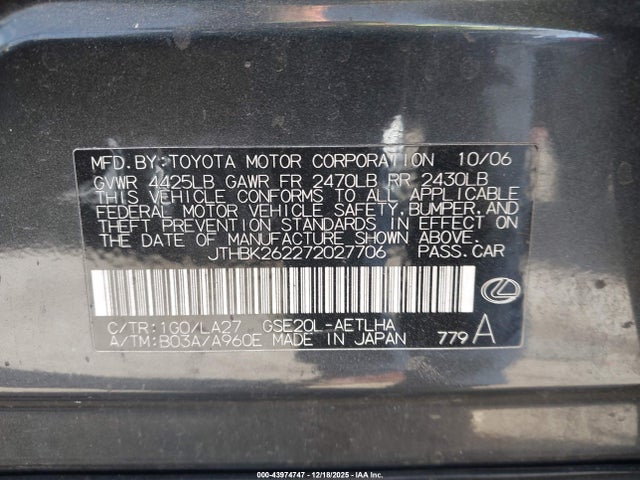 MFD. BY: TOYOTA MOTOR CORPORATION 10/06
GVWR 4425LB GAWR FR 2470LB RR 2430LB
THIS VEHICLE CONFORMS TO ALL APPLICABLE
FEDERAL MOTOR VEHICLE SAFETY, BUMPER, AND
THEFT PREVENTION STANDARDS IN EFFECT ON
THE DATE OF MANUFACTURE SHOWN ABOVE.
JTHBK262272027706 PASS. CAR
C/TR: 1G0/LA27 GSE20L-AETLHA
A/TM: B03A/A960E MADE IN JAPAN 779 A
000-43974747 - 12/18/2025 - IAA Inc.